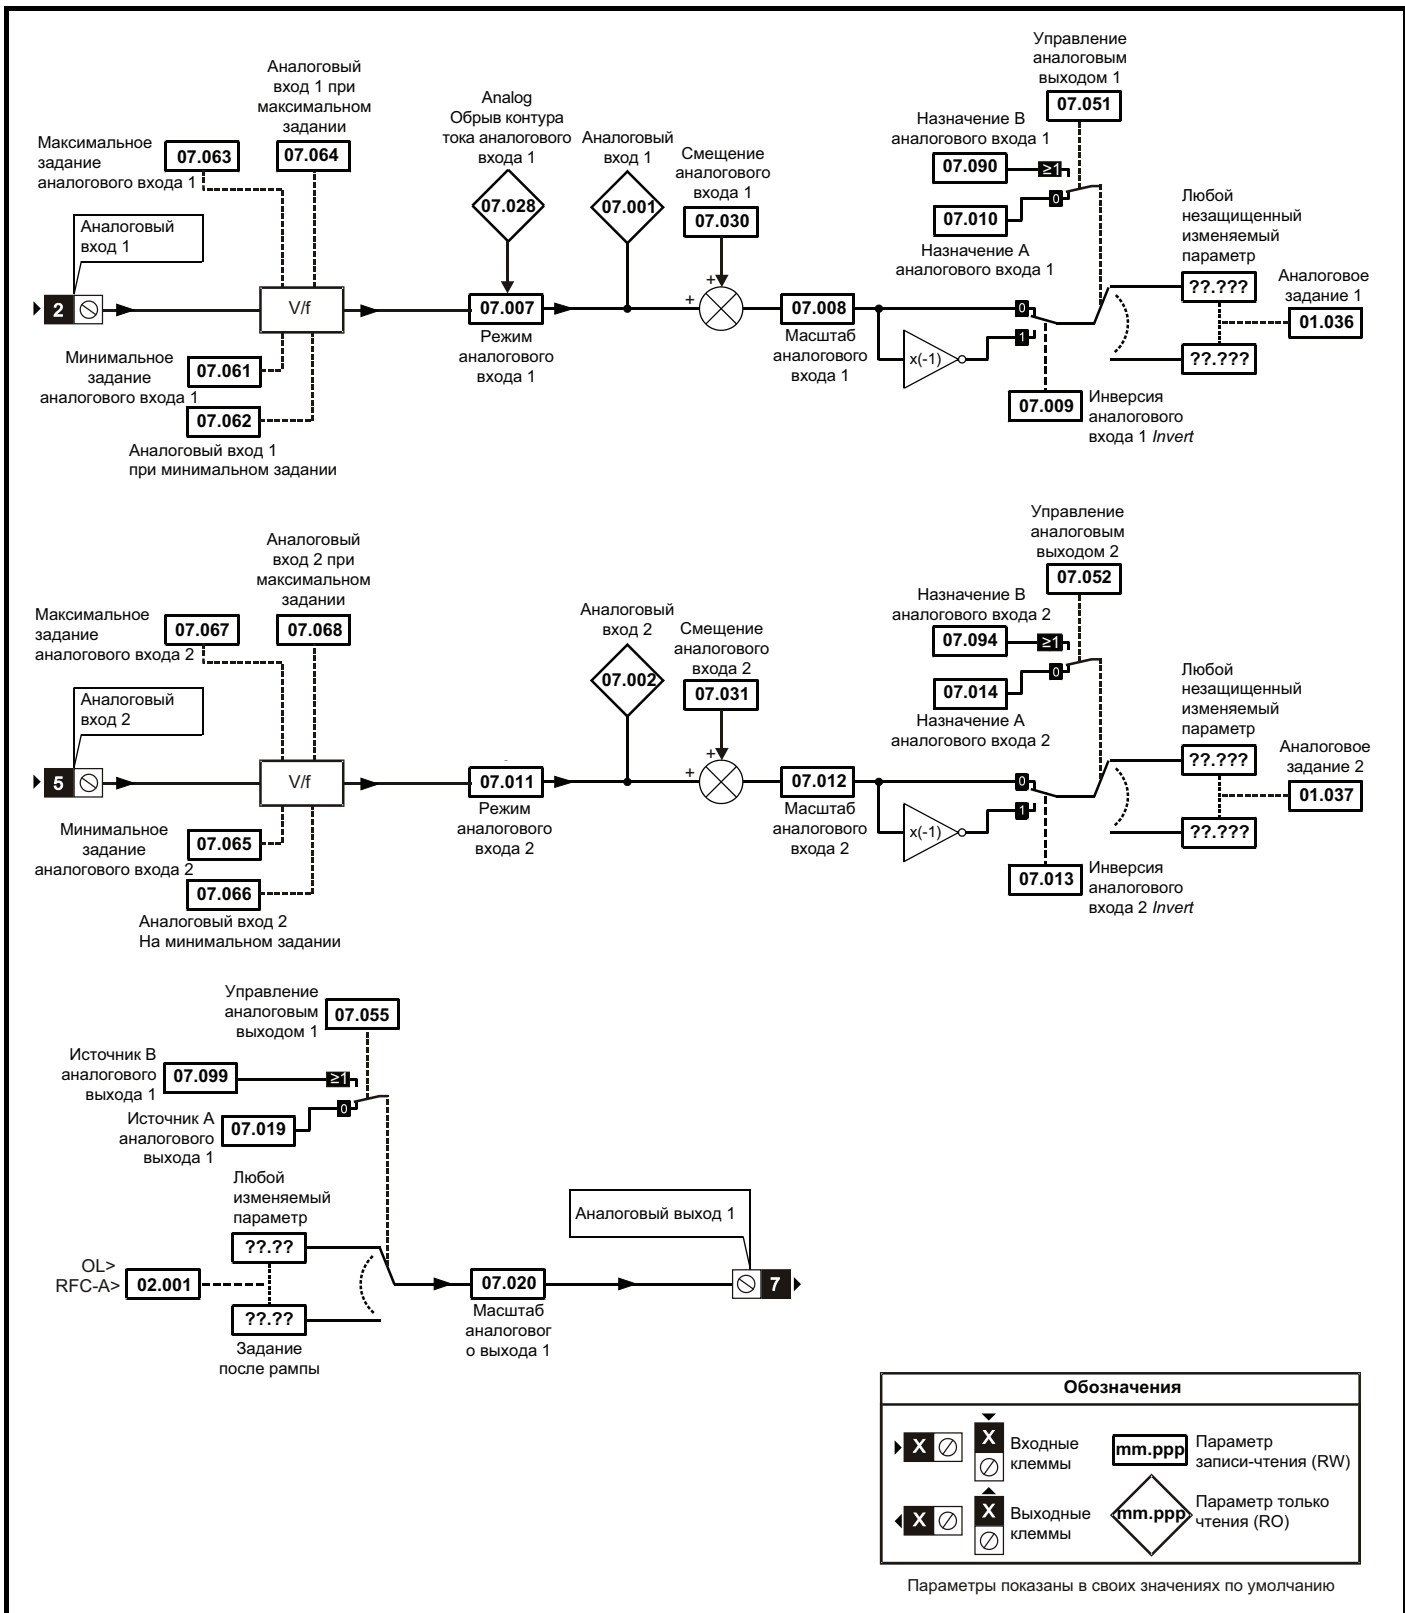 Аналоговый
вход 1 при
максимальном
задании
07.064
Максимальное
задание
аналогового входа 1
07.063
Аналоговый
вход 1
2
V/f
Минимальное
задание
аналогового входа 1
07.061
07.062
Аналоговый вход 1
при минимальном задании
Analog
Обрыв контура
тока аналогового
входа 1
07.028
07.007
Режим
аналогового
входа 1
Аналоговый
вход 1
07.001
Смещение
аналогового
входа 1
07.030
+
+
07.008
Масштаб
аналогового
входа 1
x(-1)
Управление
аналоговым
выходом 1
07.051
Назначение В
аналогового входа 1
07.090
≥1
0
07.010
Назначение А
аналогового входа 1
0
1
07.009
Инверсия
аналогового
входа 1 Invert
Любой
незащищенный
изменяемый
параметр
??.???
??.???
Аналоговое
задание 1
01.036
Аналоговый
вход 2 при
максимальном
задании
07.068
Максимальное
задание
аналогового входа 2
07.067
Аналоговый
вход 2
5
V/f
Минимальное
задание
аналогового входа 2
07.065
07.066
Аналоговый вход 2
На минимальном задании
07.011
Режим
аналогового
входа 2
Аналоговый
вход 2
07.002
Смещение
аналогового
входа 2
07.031
+
+
07.012
Масштаб
аналогового
входа 2
x(-1)
Управление
аналоговым
выходом 2
07.052
Назначение В
аналогового входа 2
07.094
≥1
0
07.014
Назначение А
аналогового входа 2
0
1
07.013
Инверсия
аналогового
входа 2 Invert
Любой
незащищенный
изменяемый
параметр
??.???
??.???
Аналоговое
задание 2
01.037
Управление
аналоговым
выходом 1
07.055
Источник В
аналогового
выхода 1
07.099
≥1
0
Источник А
аналогового
выхода 1
07.019
Любой
изменяемый
параметр
??.??
OL>
RFC-A>
02.001
??.??
Задание
после рампы
07.020
Масштаб
аналоговог
о выхода 1
Аналоговый выход 1
7
Обозначения
X
X
Входные
клеммы
mm.ppp
Параметр
записи-чтения (RW)
X
X
Выходные
клеммы
mm.ppp
Параметр только
чтения (RO)
Параметры показаны в своих значениях по умолчанию